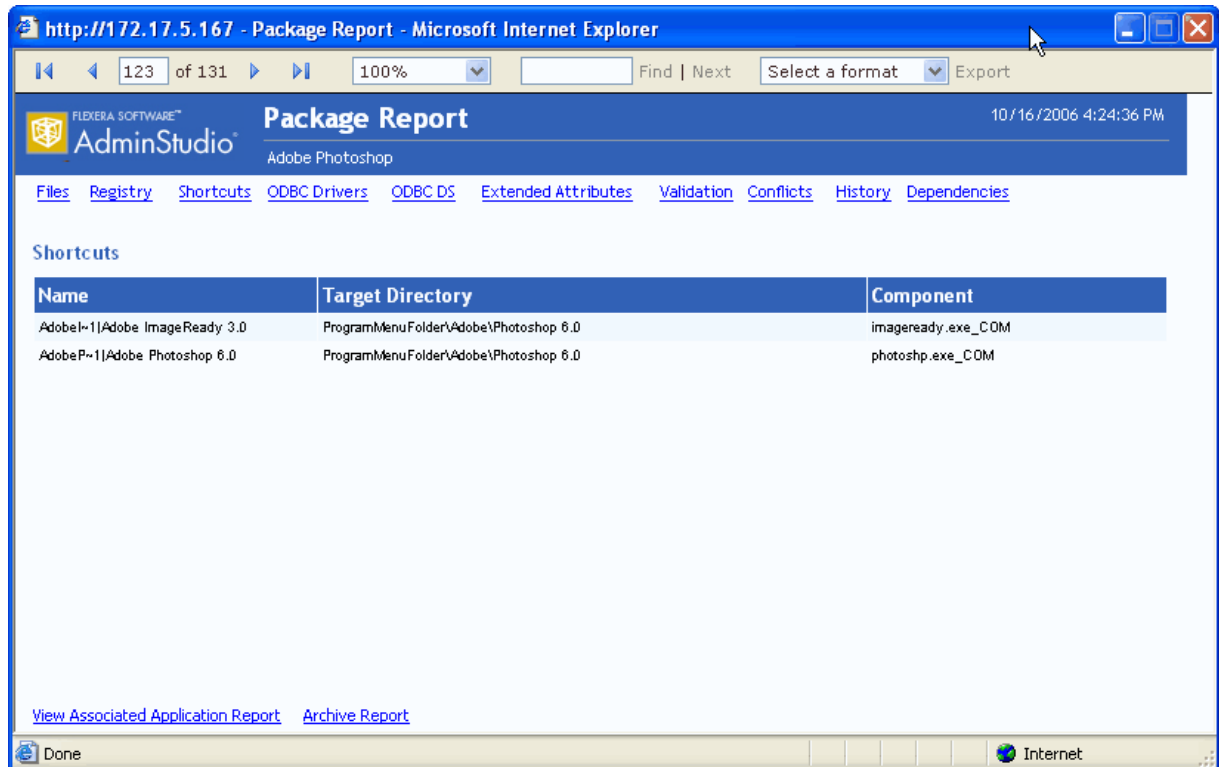 http://172.17.5.167 - Package Report - Microsoft Internet Explorer
123 of 131 100% Find | Next Select a format Export
FLEXERA SOFTWARE™ Package Report 10/16/2006 4:24:36 PM
AdminStudio® Adobe Photoshop
Files Registry Shortcuts ODBC Drivers ODBC DS Extended Attributes Validation Conflicts History Dependencies
Shortcuts
Name Target Directory Component
AdobeI~1|Adobe ImageReady 3.0 ProgramMenuFolder\Adobe\Photoshop 6.0 imageready.exe_COM
AdobeP~1|Adobe Photoshop 6.0 ProgramMenuFolder\Adobe\Photoshop 6.0 photoshp.exe_COM
View Associated Application Report Archive Report
Done Internet